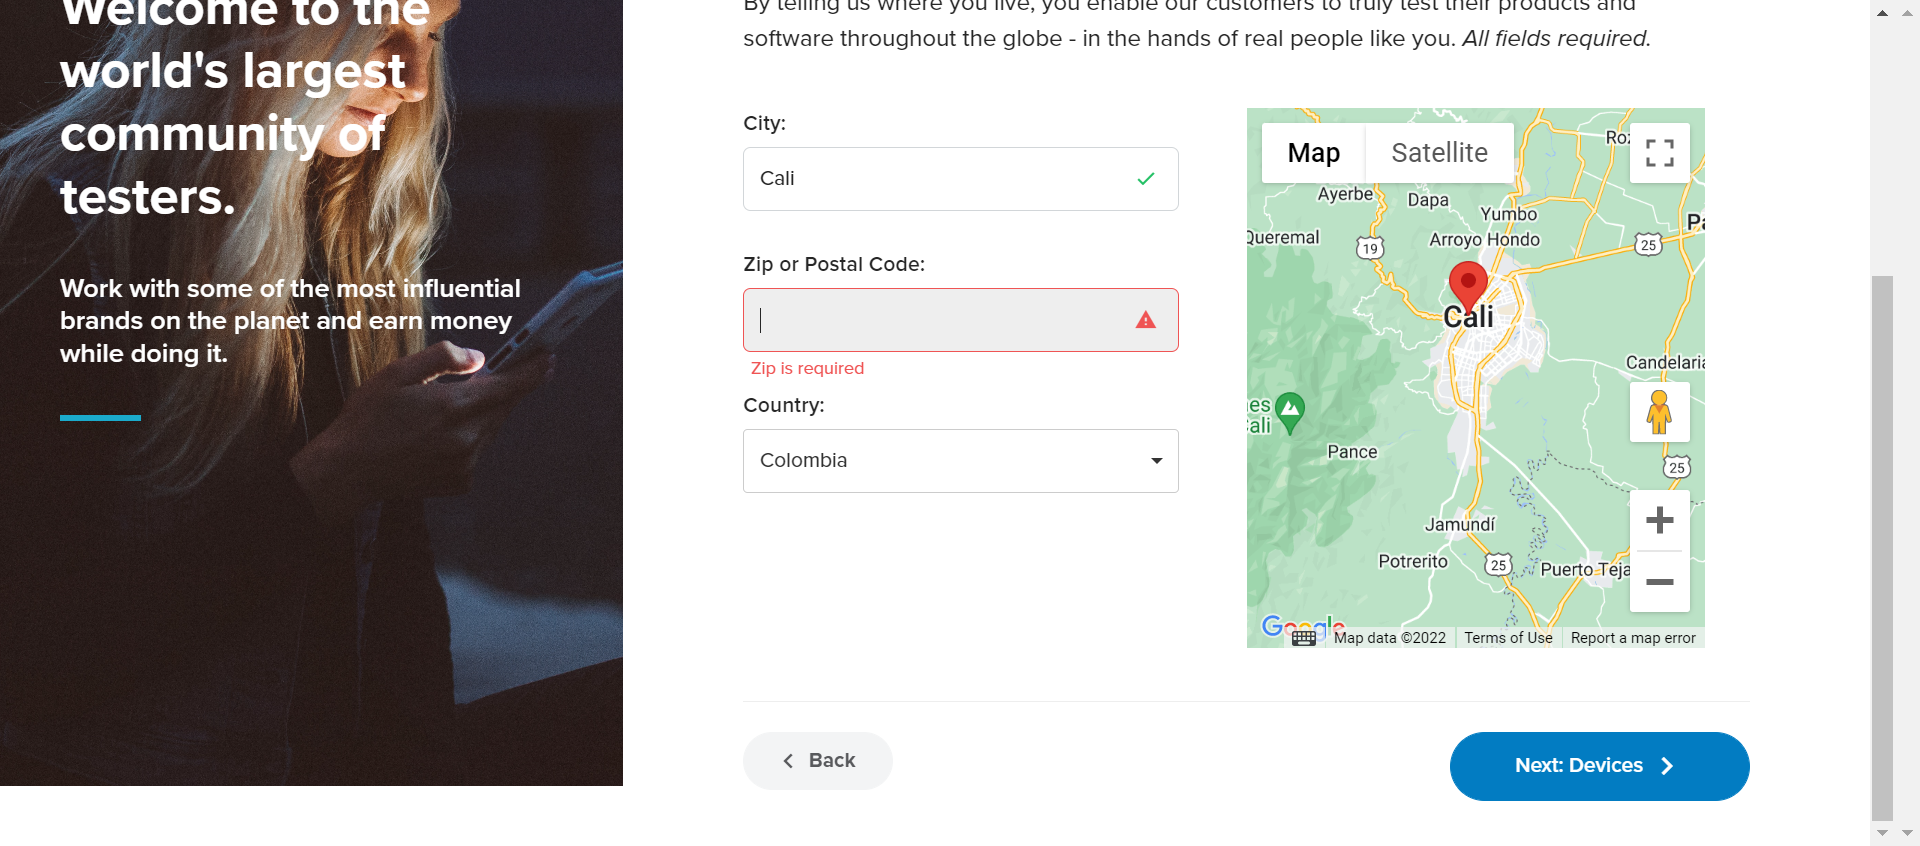 Welcome to the
world's largest
community of
testers.
Work with some of the most influential
brands on the planet and earn money
while doing it.
By telling us where you live, you enable our customers to truly test their products and
software throughout the globe - in the hands of real people like you. All fields required.
City:
Cali
Zip or Postal Code:
Zip is required
Country:
Colombia
Map
Satellite
Roz
Ayerbe
Dapa
Yumbo
Pa
Queremal
19
Arroyo Hondo
25
Cali
Candelaria
nes
Cali
Pance
25
Jamundí
Potrerito
25
Puerto Teja
Google
Map data ©2022
Terms of Use
Report a map error
Back
Next: Devices